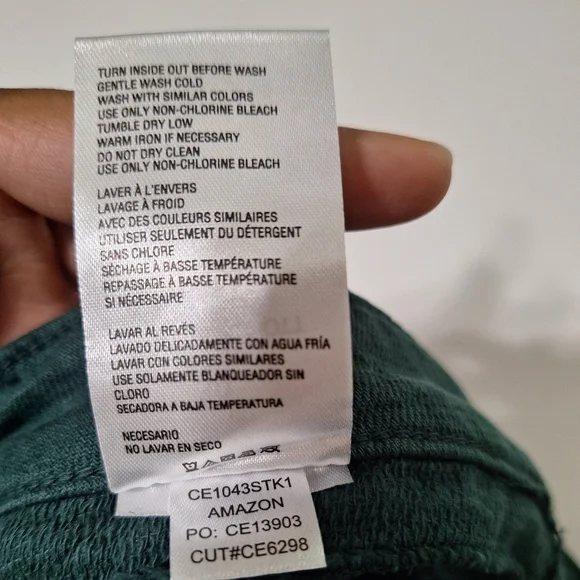 TURN INSIDE OUT BEFORE WASH
GENTLE WASH COLD
WASH WITH SIMILAR COLORS
USE ONLY NON-CHLORINE BLEACH
TUMBLE DRY LOW
WARM IRON IF NECESSARY
DO NOT DRY CLEAN
USE ONLY NON-CHLORINE BLEACH
LAVER À L'ENVERS
LAVAGE À FROID
AVEC DES COULEURS SIMILAIRES
UTILISER SEULEMENT DU DÉTERGENT
SANS CHLORE
SÉCHAGE À BASSE TEMPÉRATURE
REPASSAGE À BASSE TEMPÉRATURE
SI NÉCESSAIRE
LAVAR AL REVÉS
LAVADO DELICADAMENTE CON AGUA FRÍA
LAVAR CON COLORES SIMILARES
USE SOLAMENTE BLANQUEADOR SIN
CLORO
SECADORA A BAJA TEMPERATURA
NECESARIO
NO LAVAR EN SECO
CE1043STK1
AMAZON
PO: CE13903
CUT#CE6298